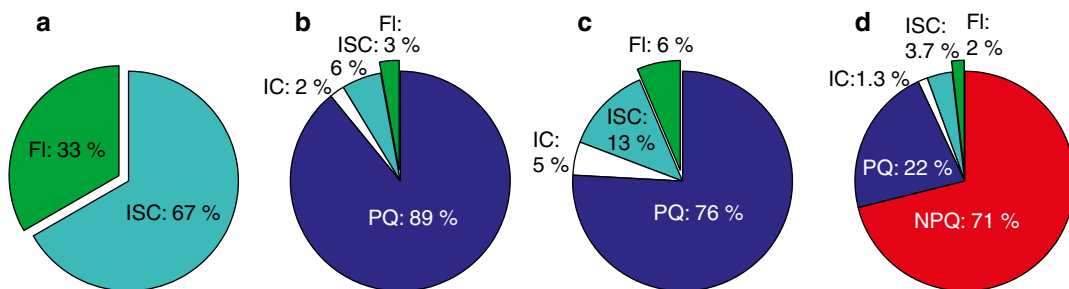 a
Fl: 33 %
ISC: 67 %
b
Fl:
ISC: 3 %
6 %
IC: 2 %
PQ: 89 %
c
Fl: 6 %
ISC:
13 %
IC:
5 %
PQ: 76 %
d
ISC: Fl:
3.7% 2 %
IC:1.3 %
PQ: 22 %
NPQ: 71 %